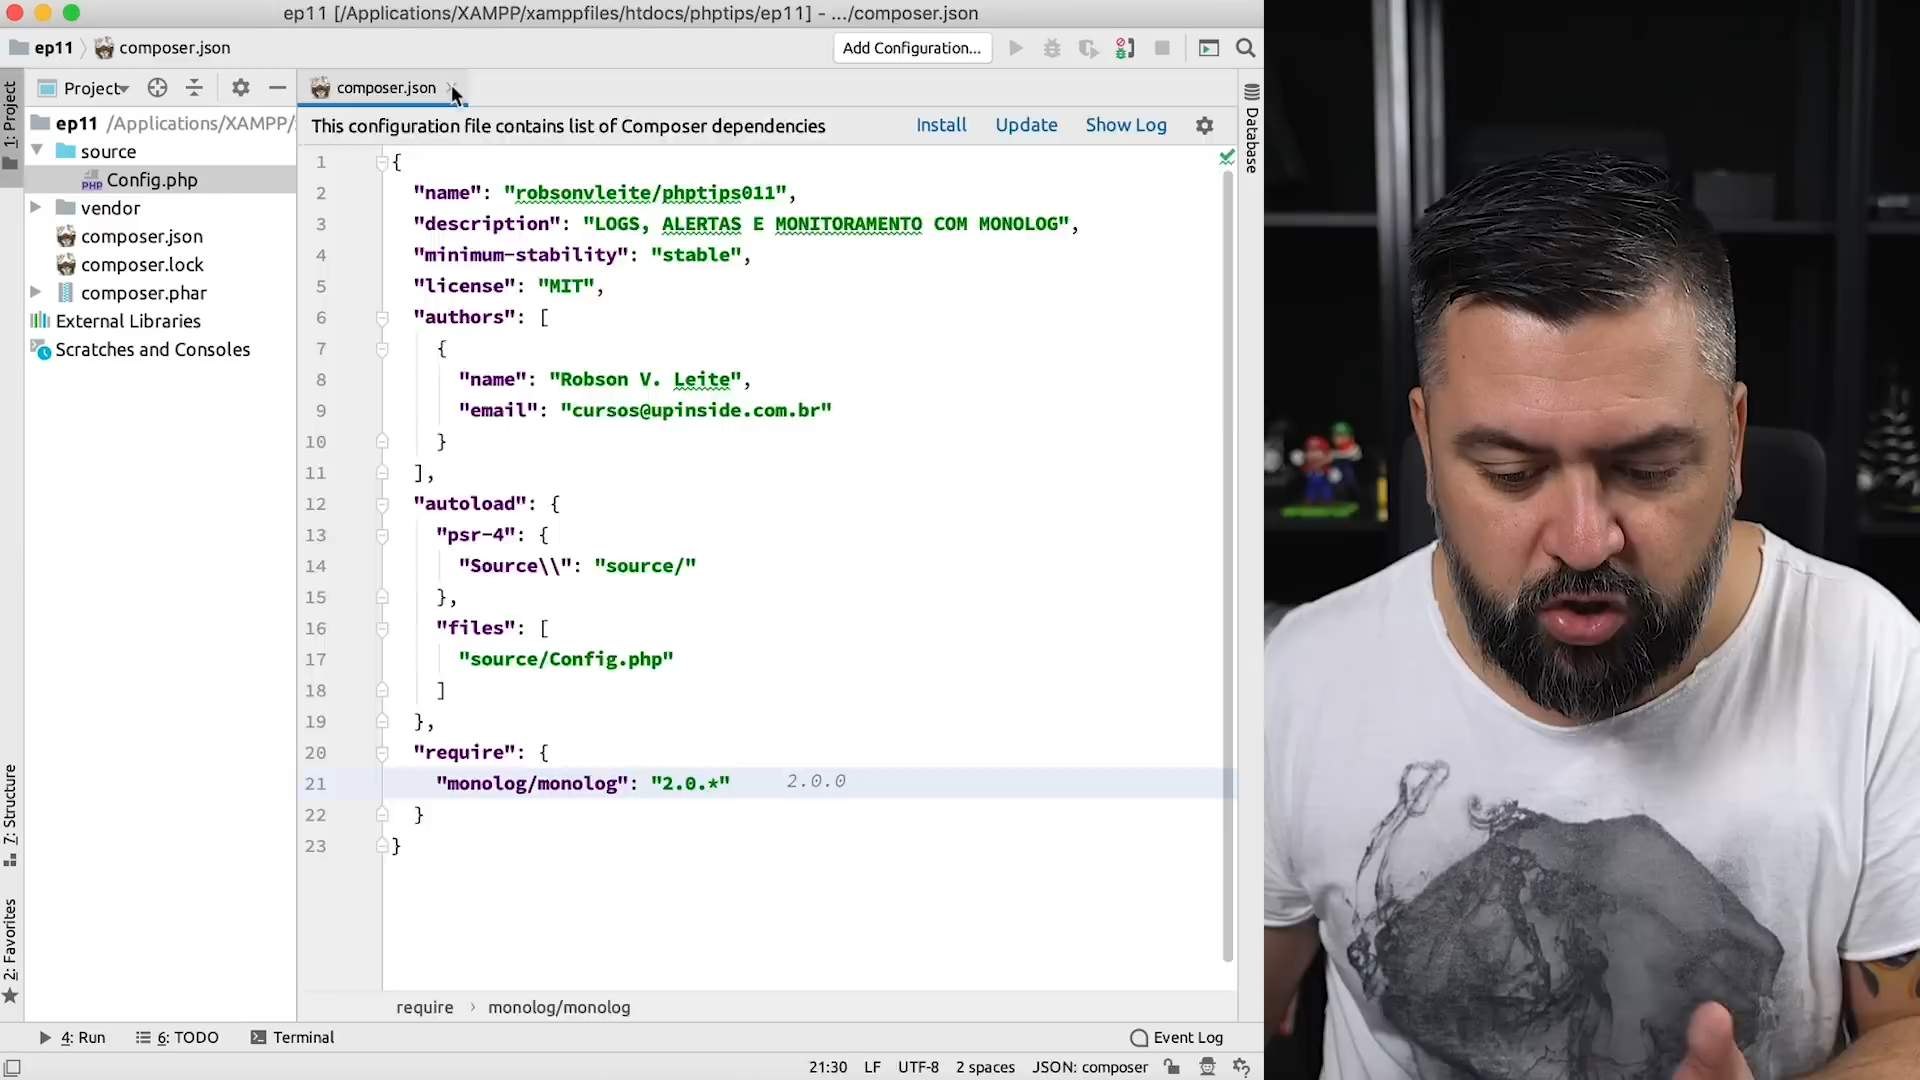 ep11 [/Applications/XAMPP/xamppfiles/htdocs/phptips/ep11] - .../composer.json
ep11 composer.json
Add Configuration...
1: Project
Project
composer.json
ep11 /Applications/XAMPP/
source
PHP Config.php
vendor
composer.json
composer.lock
composer.phar
External Libraries
Scratches and Consoles
This configuration file contains list of Composer dependencies Install Update Show Log
Database
1 {
2 "name": "robsonvleite/phptips011",
3 "description": "LOGS, ALERTAS E MONITORAMENTO COM MONOLOG",
4 "minimum-stability": "stable",
5 "license": "MIT",
6 "authors": [
7 {
8 "name": "Robson V. Leite",
9 "email": "cursos@upinside.com.br"
10 }
11 ],
12 "autoload": {
13 "psr-4": {
14 "Source\\": "source/"
15 },
16 "files": [
17 "source/Config.php"
18 ]
19 },
20 "require": {
21 "monolog/monolog": "2.0.*" 2.0.0
22 }
23 }
7: Structure
2: Favorites
require › monolog/monolog
4: Run 6: TODO Terminal Event Log
21:30 LF UTF-8 2 spaces JSON: composer